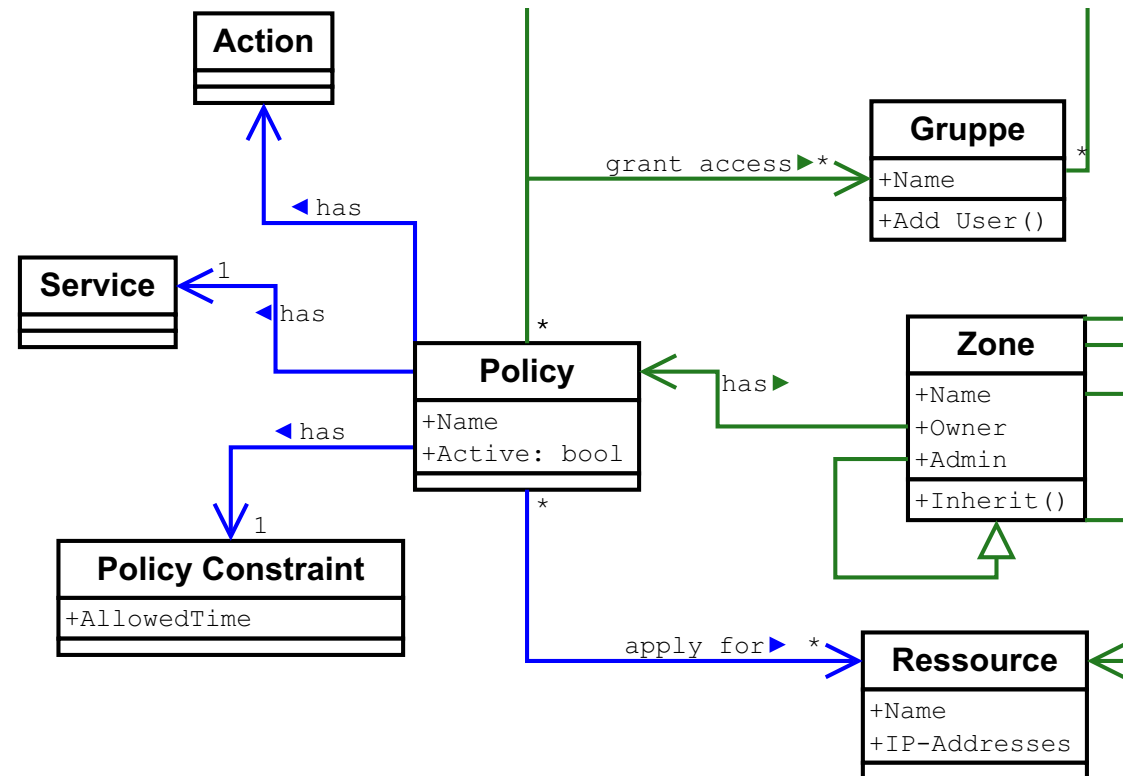 Action
Gruppe
grant access►*
*
+Name
+Add User()
◄has
Service
1
◄has
*
Policy
+Name
+Active: bool
has►
Zone
+Name
+Owner
+Admin
+Inherit()
◄has
1
*
Policy Constraint
+AllowedTime
apply for► *
Ressource
+Name
+IP-Addresses